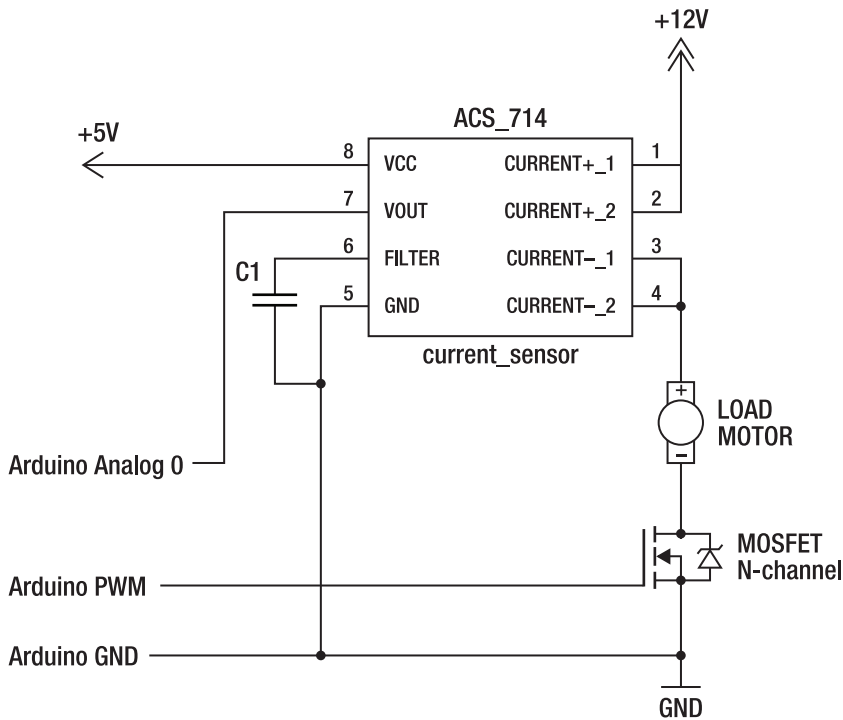 +12V
ACS_714
+5V
8 VCC CURRENT+_1 1
7 VOUT CURRENT+_2 2
6 FILTER CURRENT−_1 3
C1
5 GND CURRENT−_2 4
current_sensor
+
LOAD
MOTOR
−
Arduino Analog 0
MOSFET
N-channel
Arduino PWM
Arduino GND
GND